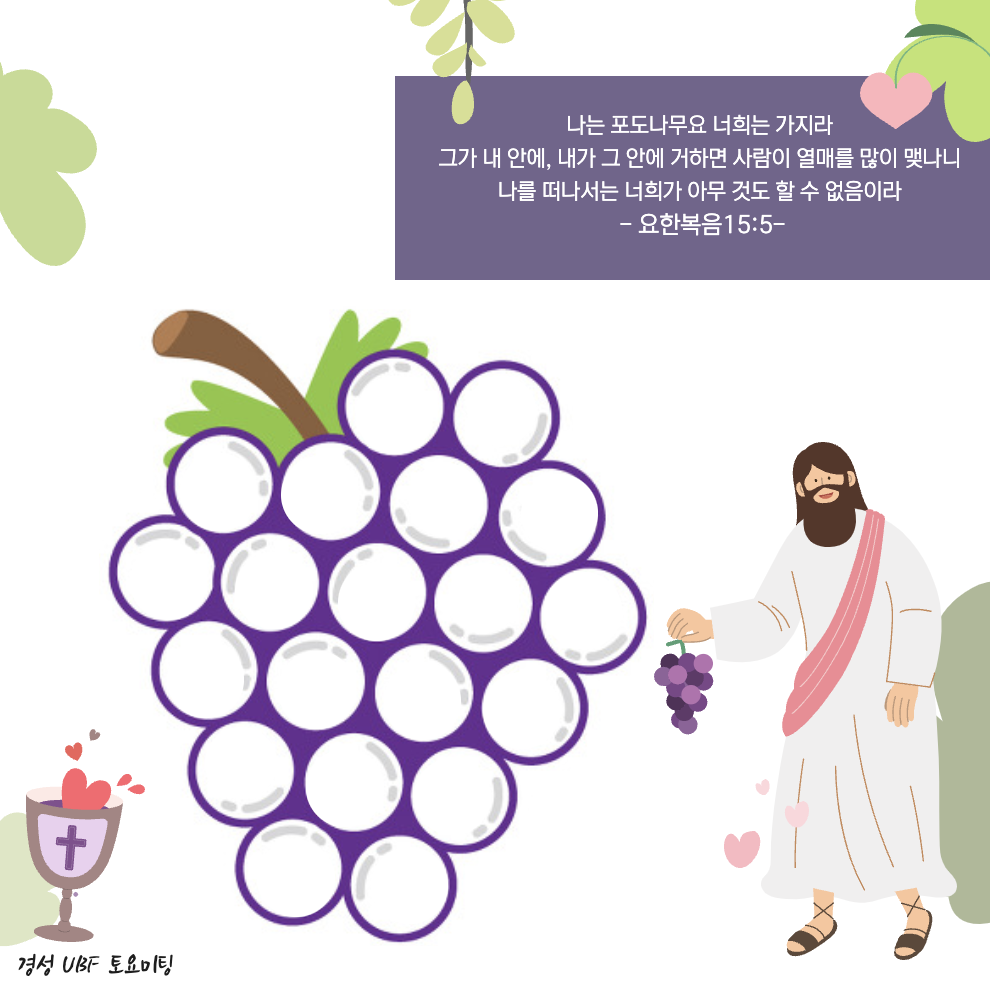 나는 포도나무요 너희는 가지라
그가 내 안에, 내가 그 안에 거하면 사람이 열매를 많이 맺나니
나를 떠나서는 너희가 아무 것도 할 수 없음이라
- 요한복음15:5-
경성 UBF 토요미팅